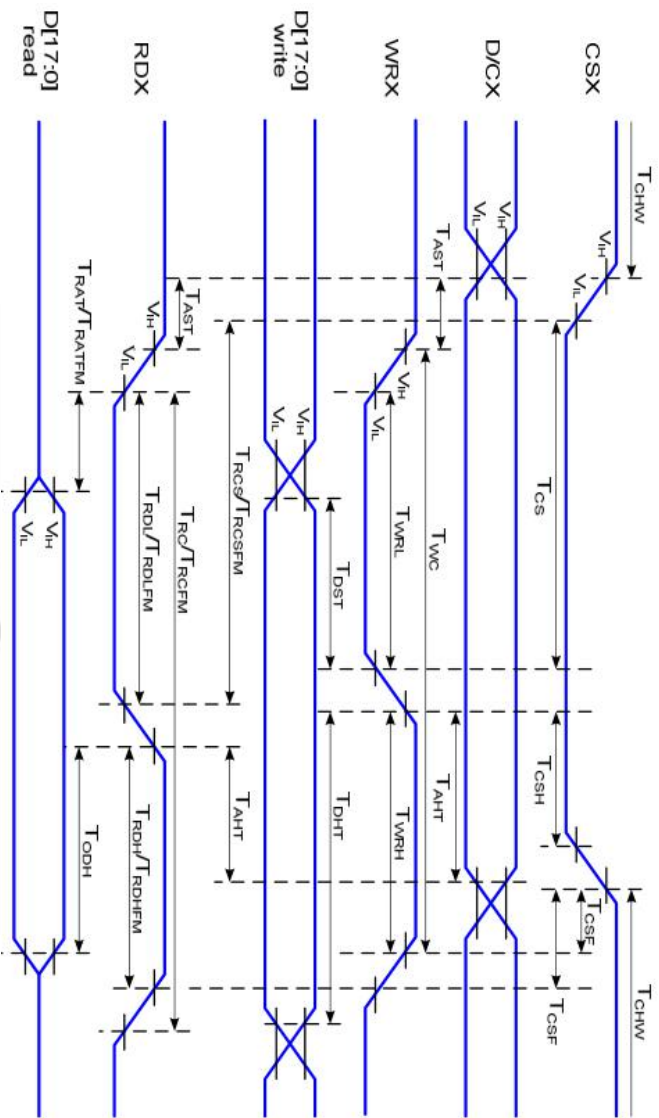 TCHW TCHW
VIH TCSF
CSX
VIL TCS TCSH TCSF
VIH
D/CX
VIL
TAST TAHT
TWC
VIH
WRX TWRL TWRH
VIL
TDST TDHT
D[17:0]
write
VIH
VIL
TRCS/TRCSFM TAHT
TAST TRC/TRCFM
VIH
RDX TRDL/TRDLFM TRDH/TRDHFM
VIL
TRAT/TRATFM TODH
D[17:0]
read
VIH
VIL